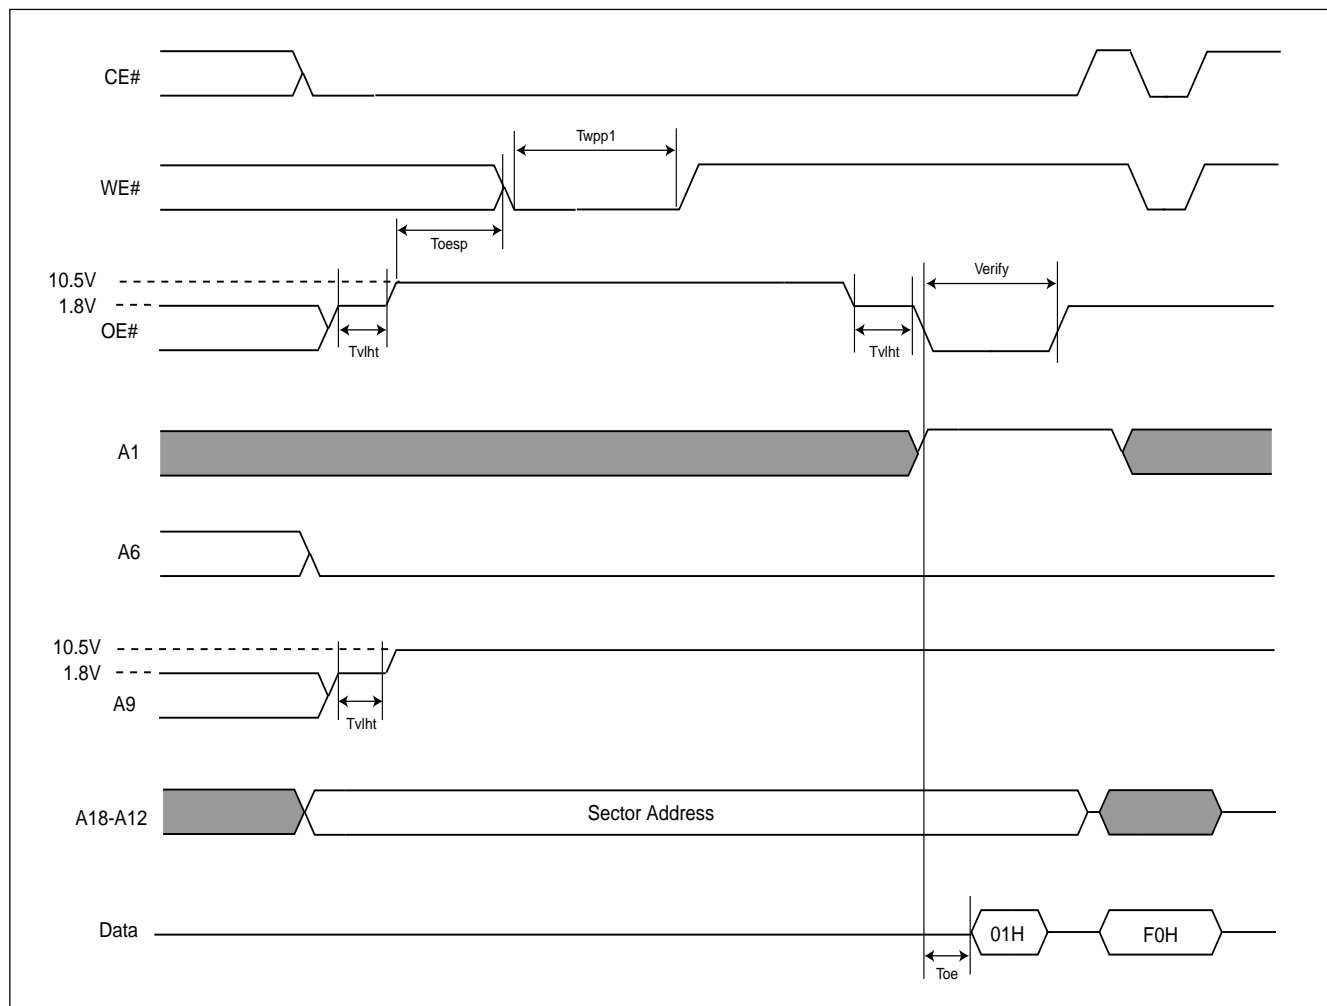 CE#
Twpp1
WE#
Toesp
10.5V
Verify
1.8V
OE#
Tvlht
Tvlht
A1
A6
10.5V
1.8V
A9
Tvlht
A18-A12
Sector Address
Data
01H
F0H
Toe